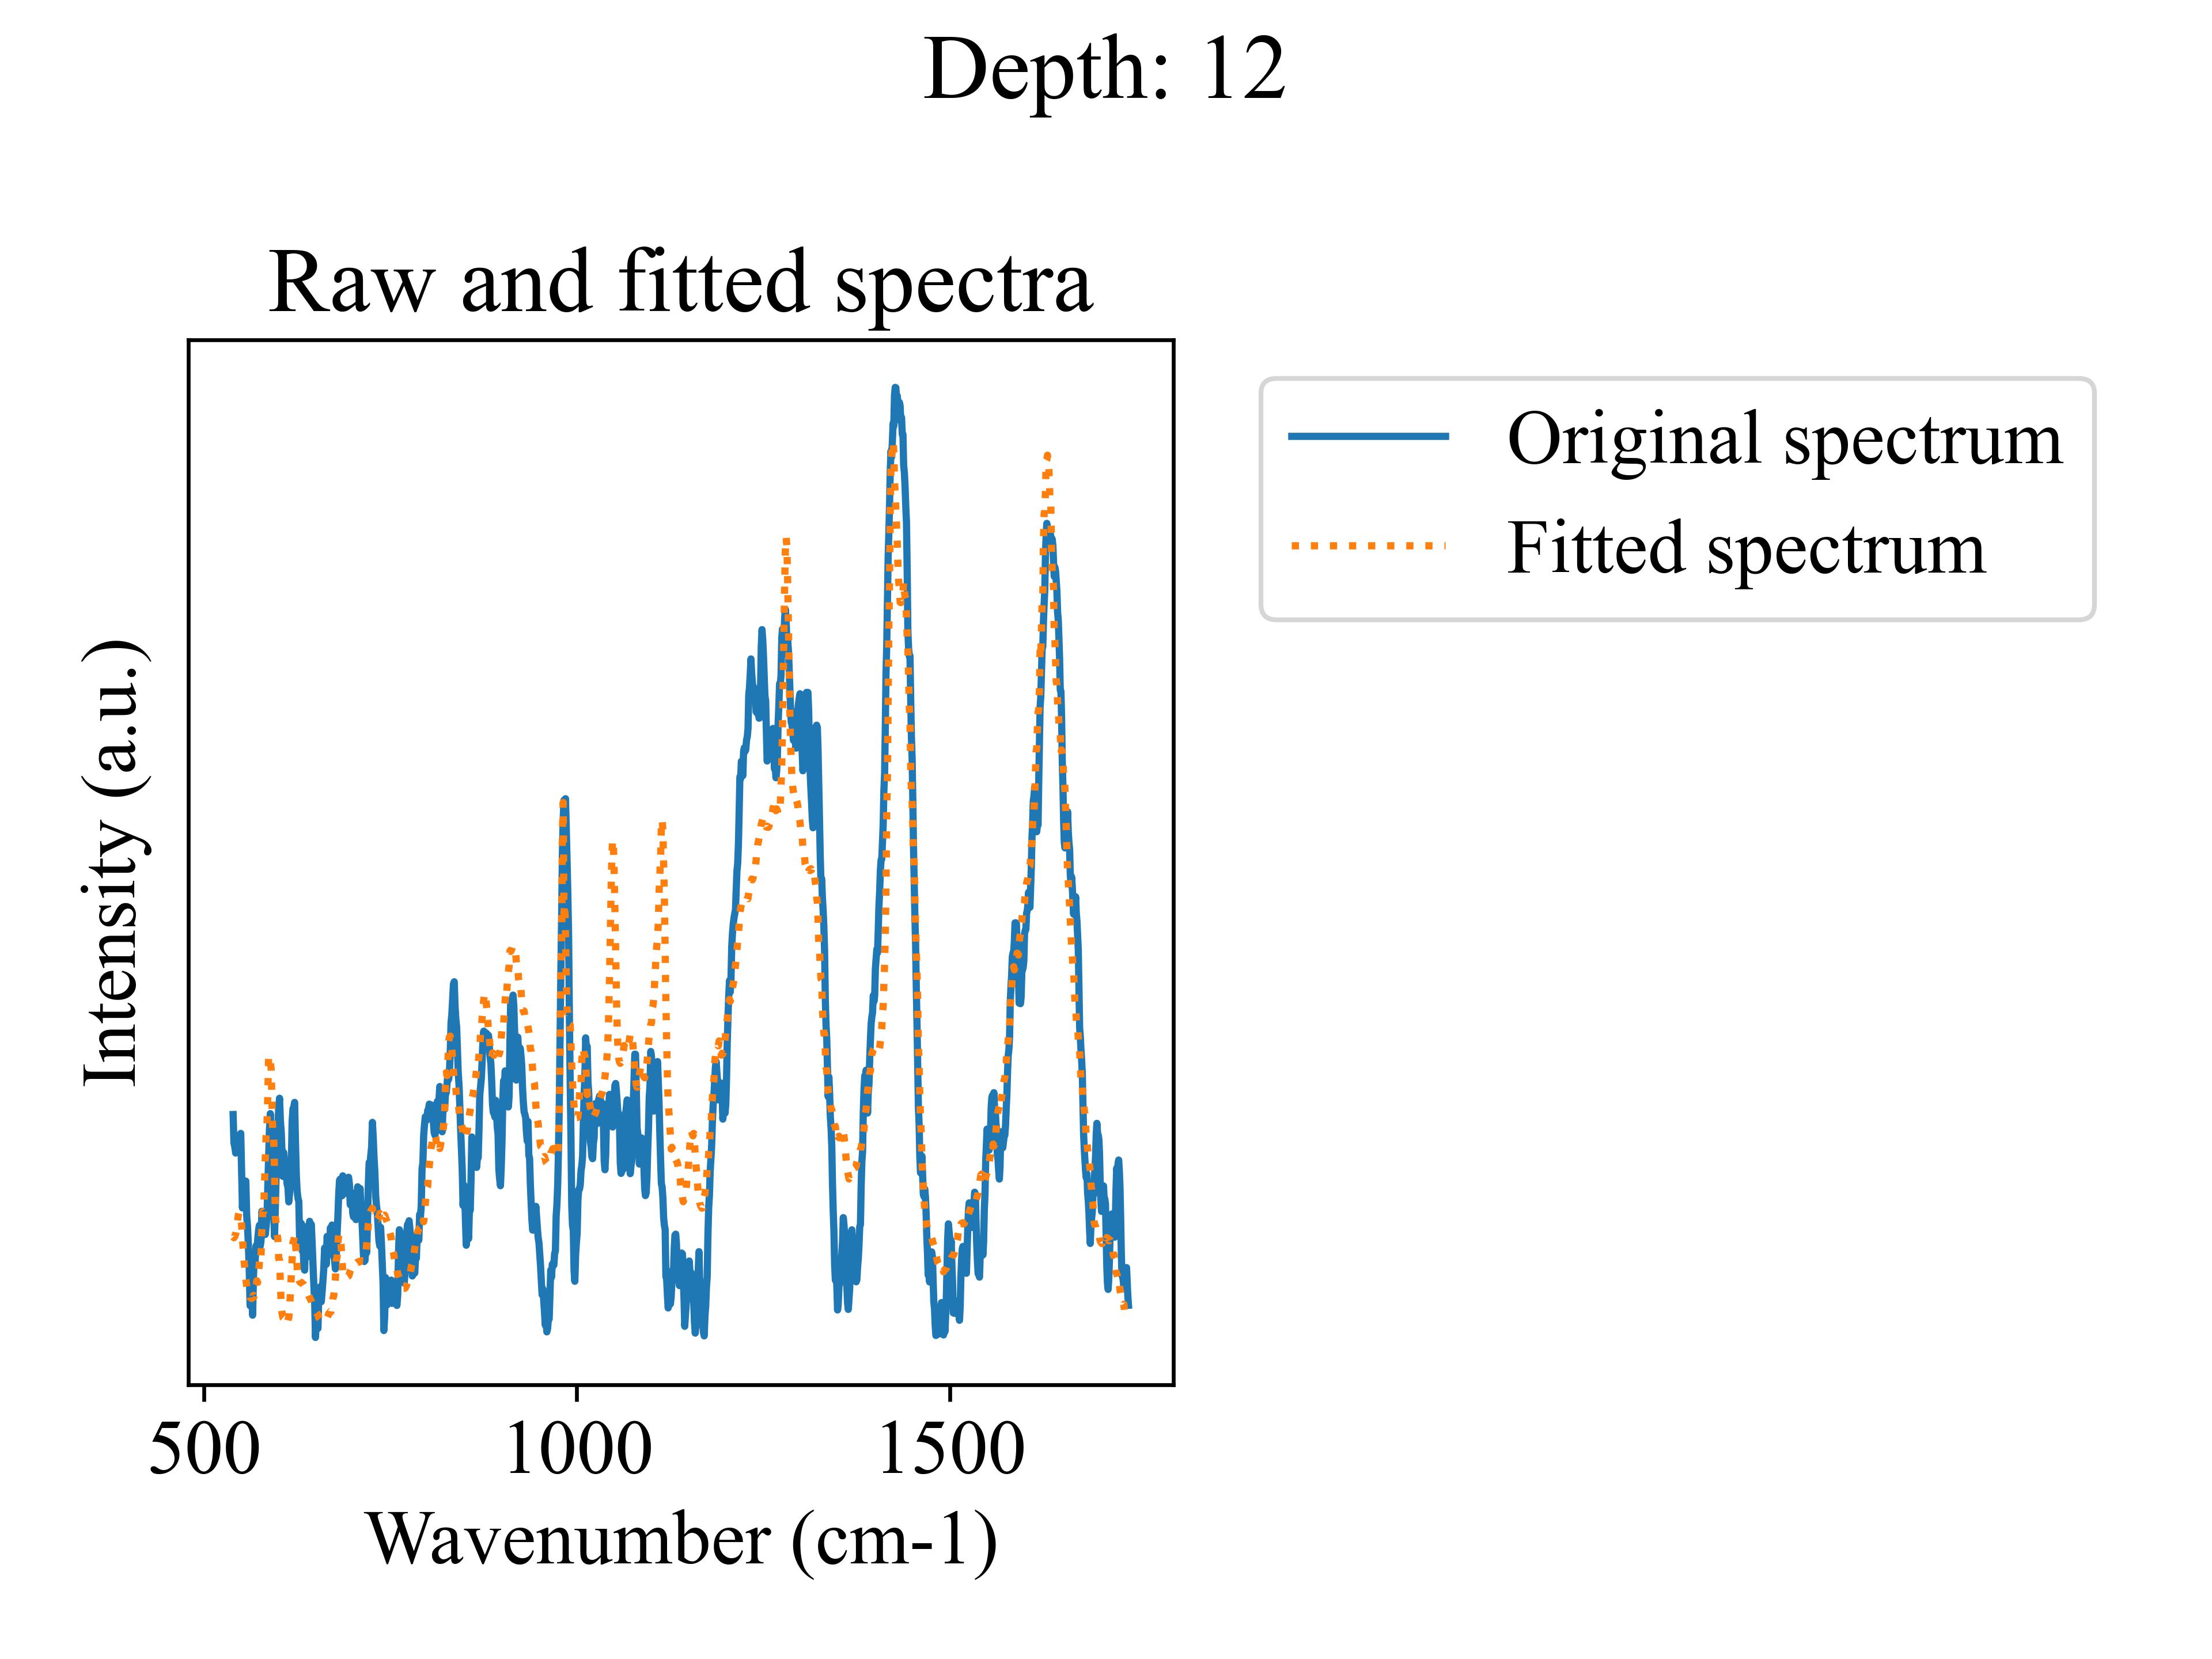 Depth: 12
Raw and fitted spectra
Original spectrum
Fitted spectrum
Intensity (a.u.)
500 1000 1500
Wavenumber (cm-1)